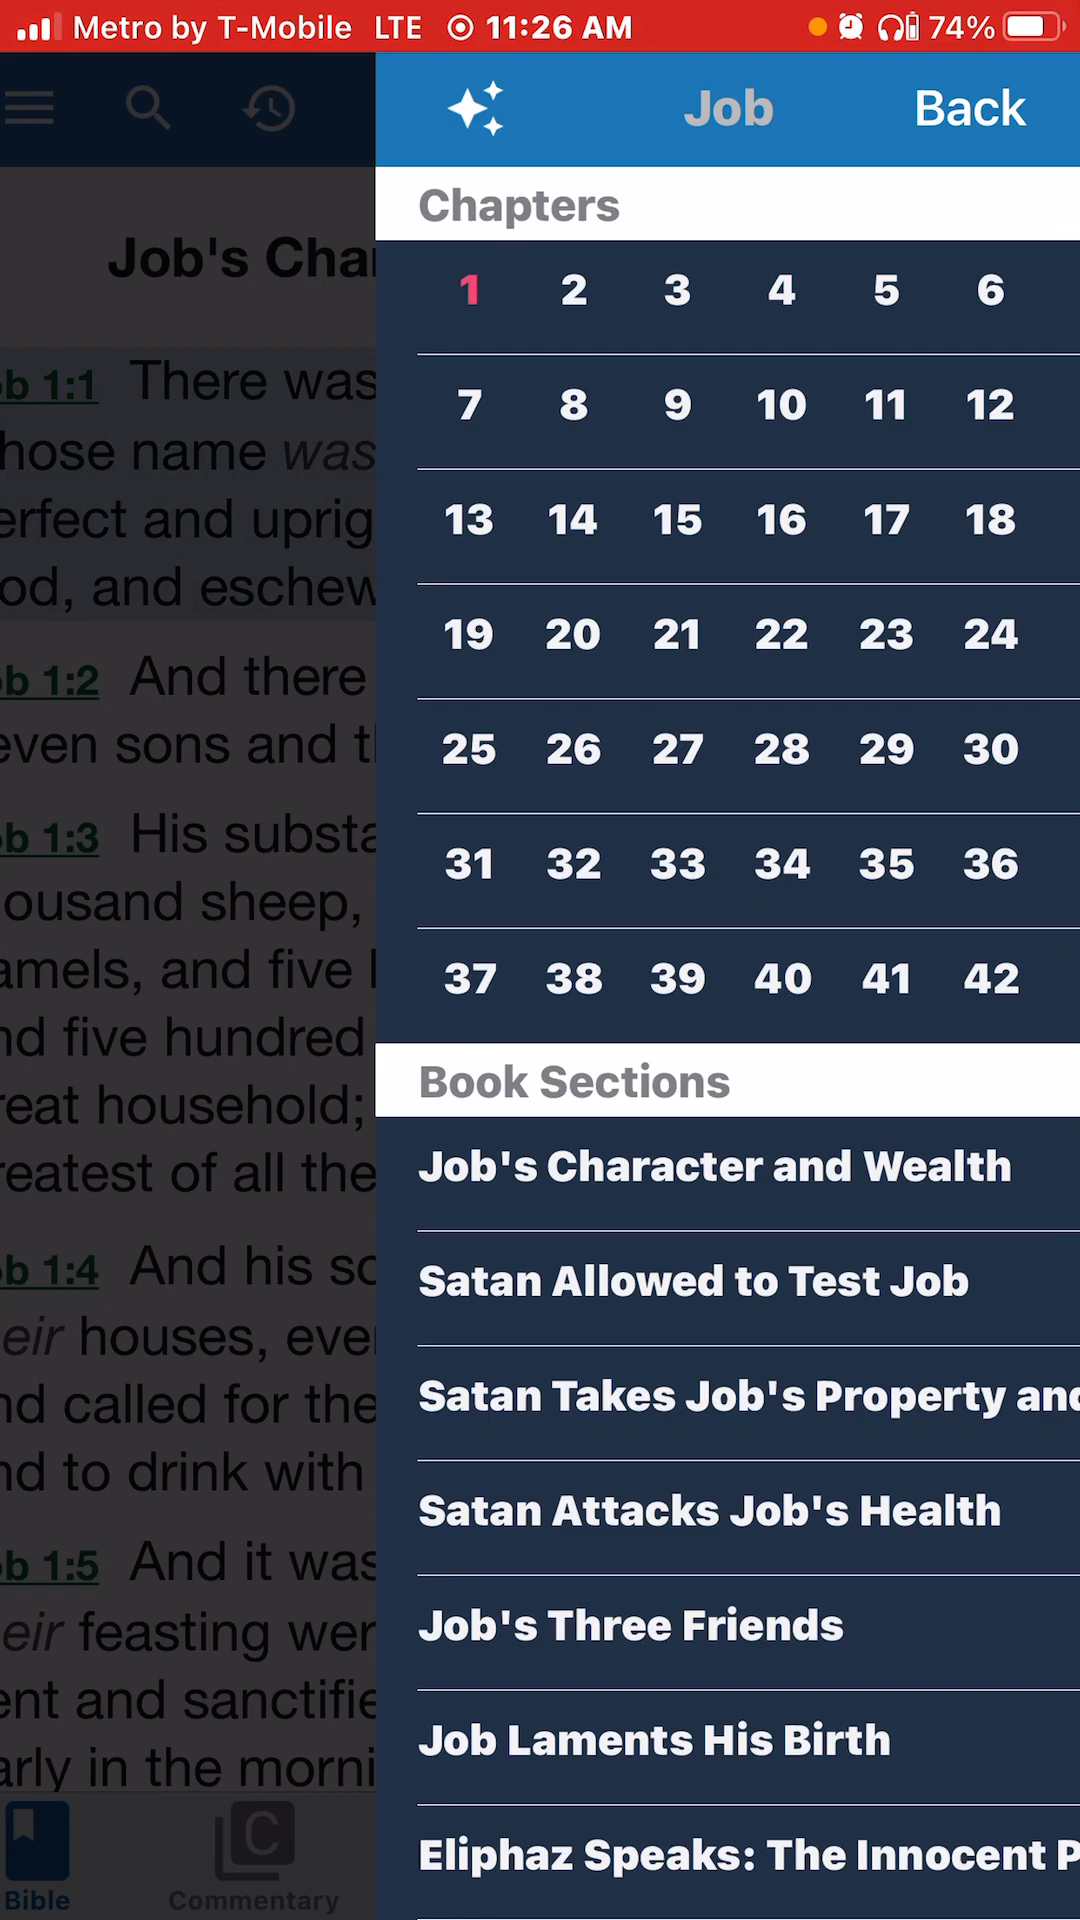 Metro by T-Mobile LTE 11:26 AM 74%
Job Back
Chapters
1 2 3 4 5 6
7 8 9 10 11 12
13 14 15 16 17 18
19 20 21 22 23 24
25 26 27 28 29 30
31 32 33 34 35 36
37 38 39 40 41 42
Book Sections
Job's Character and Wealth
Satan Allowed to Test Job
Satan Takes Job's Property and
Satan Attacks Job's Health
Job's Three Friends
Job Laments His Birth
Eliphaz Speaks: The Innocent P
Job's Char
b 1:1 There was
hose name was
erfect and uprig
od, and eschew
b 1:2 And there
even sons and t
b 1:3 His substa
ousand sheep,
amels, and five
nd five hundred
reat household;
reatest of all the
b 1:4 And his so
eir houses, ever
nd called for the
nd to drink with
b 1:5 And it was
eir feasting wer
ent and sanctifie
arly in the morni
C
Bible Commentary